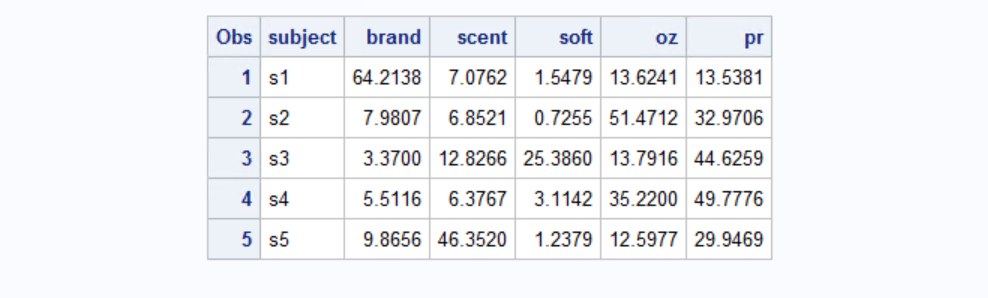 Obs subject brand scent soft oz pr
1 s1 64.2138 7.0762 1.5479 13.6241 13.5381
2 s2 7.9807 6.8521 0.7255 51.4712 32.9706
3 s3 3.3700 12.8266 25.3860 13.7916 44.6259
4 s4 5.5116 6.3767 3.1142 35.2200 49.7776
5 s5 9.8656 46.3520 1.2379 12.5977 29.9469